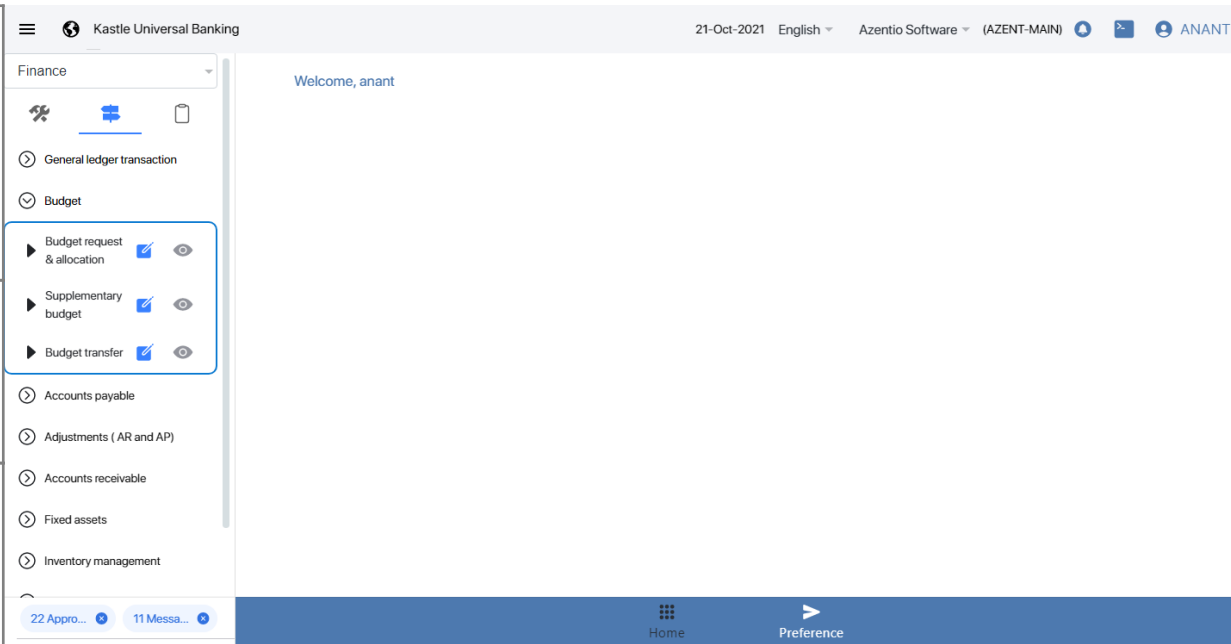 Kastle Universal Banking
21-Oct-2021 English Azentio Software (AZENT-MAIN) ANANT
Finance
Welcome, anant
General ledger transaction
Budget
Budget request
& allocation
Supplementary
budget
Budget transfer
Accounts payable
Adjustments ( AR and AP)
Accounts receivable
Fixed assets
Inventory management
22 Appro... 11 Messa...
Home
Preference